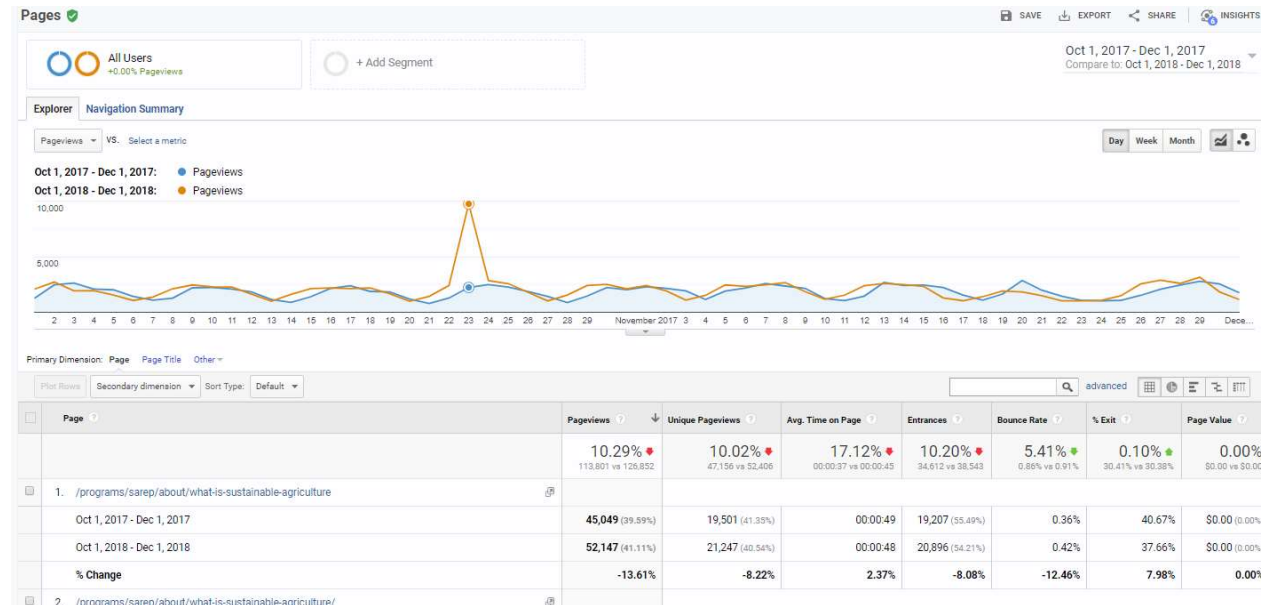 Pages
SAVE EXPORT SHARE INSIGHTS
6
All Users
+0.00% Pageviews
+ Add Segment
Oct 1, 2017 - Dec 1, 2017
Compare to: Oct 1, 2018 - Dec 1, 2018
Explorer Navigation Summary
Pageviews VS. Select a metric
Day Week Month
Oct 1, 2017 - Dec 1, 2017: Pageviews
Oct 1, 2018 - Dec 1, 2018: Pageviews
10,000
5,000
2 3 4 5 6 7 8 9 10 11 12 13 14 15 16 17 18 19 20 21 22 23 24 25 26 27 28 29 November 2017 3 4 5 6 7 8 9 10 11 12 13 14 15 16 17 18 19 20 21 22 23 24 25 26 27 28 29 Dece...
Primary Dimension: Page Page Title Other
Plot Rows Secondary dimension Sort Type: Default advanced
Page ? Pageviews ? Unique Pageviews ? Avg. Time on Page ? Entrances ? Bounce Rate ? % Exit ? Page Value ?
10.29% 10.02% 17.12% 10.20% 5.41% 0.10% 0.00%
113,801 vs 126,852 47,156 vs 52,406 00:00:37 vs 00:00:45 34,612 vs 38,543 0.86% vs 0.91% 30.41% vs 30.38% $0.00 vs $0.00
1. /programs/sarep/about/what-is-sustainable-agriculture
Oct 1, 2017 - Dec 1, 2017 45,049 (39.59%) 19,501 (41.35%) 00:00:49 19,207 (55.49%) 0.36% 40.67% $0.00 (0.00%
Oct 1, 2018 - Dec 1, 2018 52,147 (41.11%) 21,247 (40.54%) 00:00:48 20,896 (54.21%) 0.42% 37.66% $0.00 (0.00%
% Change -13.61% -8.22% 2.37% -8.08% -12.46% 7.98% 0.00%
2. /programs/sarep/about/what-is-sustainable-agriculture/